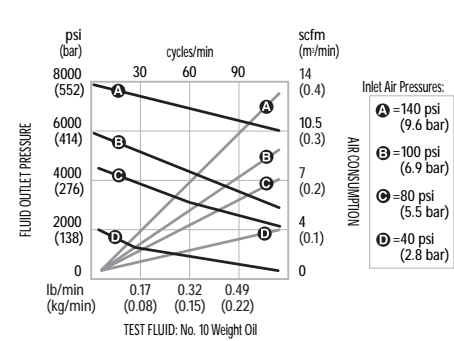 psi
(bar)
cycles/min
scfm
(m³/min)
8000
(552)
30
60
90
14
(0.4)
6000
(414)
10.5
(0.3)
4000
(276)
7
(0.2)
2000
(138)
4
(0.1)
0
0
FLUID OUTLET PRESSURE
AIR CONSUMPTION
A
B
C
D
A
B
C
D
lb/min
(kg/min)
0.17
(0.08)
0.32
(0.15)
0.49
(0.22)
TEST FLUID: No. 10 Weight Oil
Inlet Air Pressures:
A =140 psi
(9.6 bar)
B =100 psi
(6.9 bar)
C =80 psi
(5.5 bar)
D =40 psi
(2.8 bar)